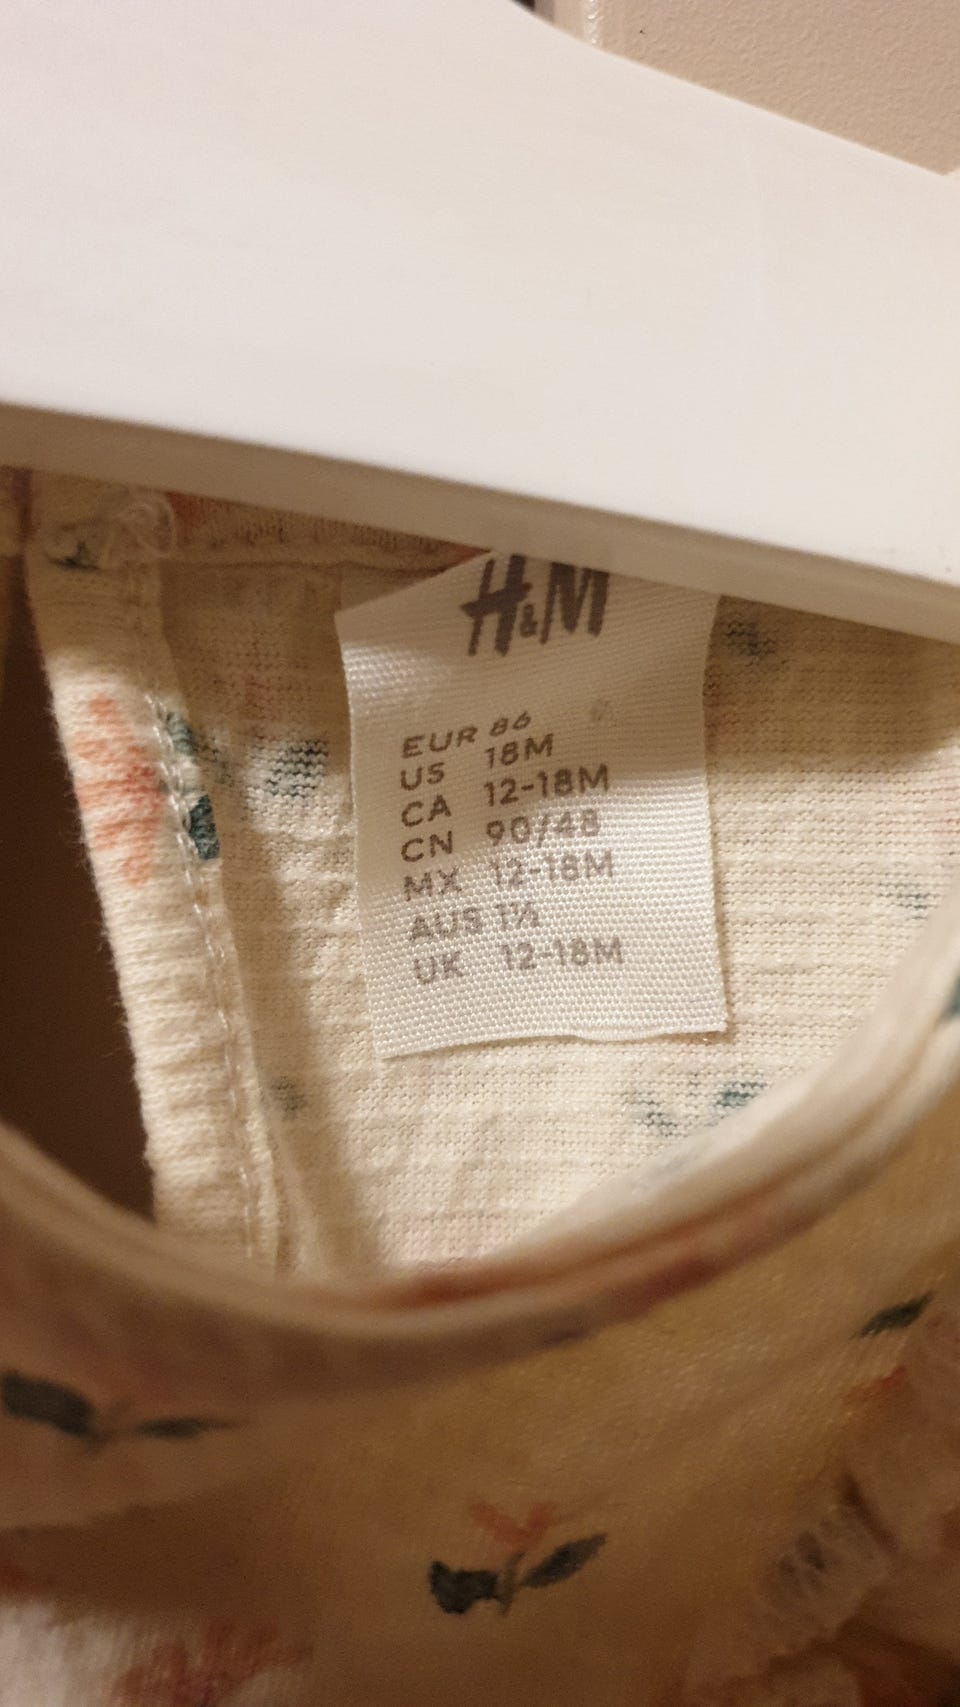 H&M
EUR 86
US 18M
CA 12-18M
CN 90/48
MX 12-18M
AUS 1½
UK 12-18M